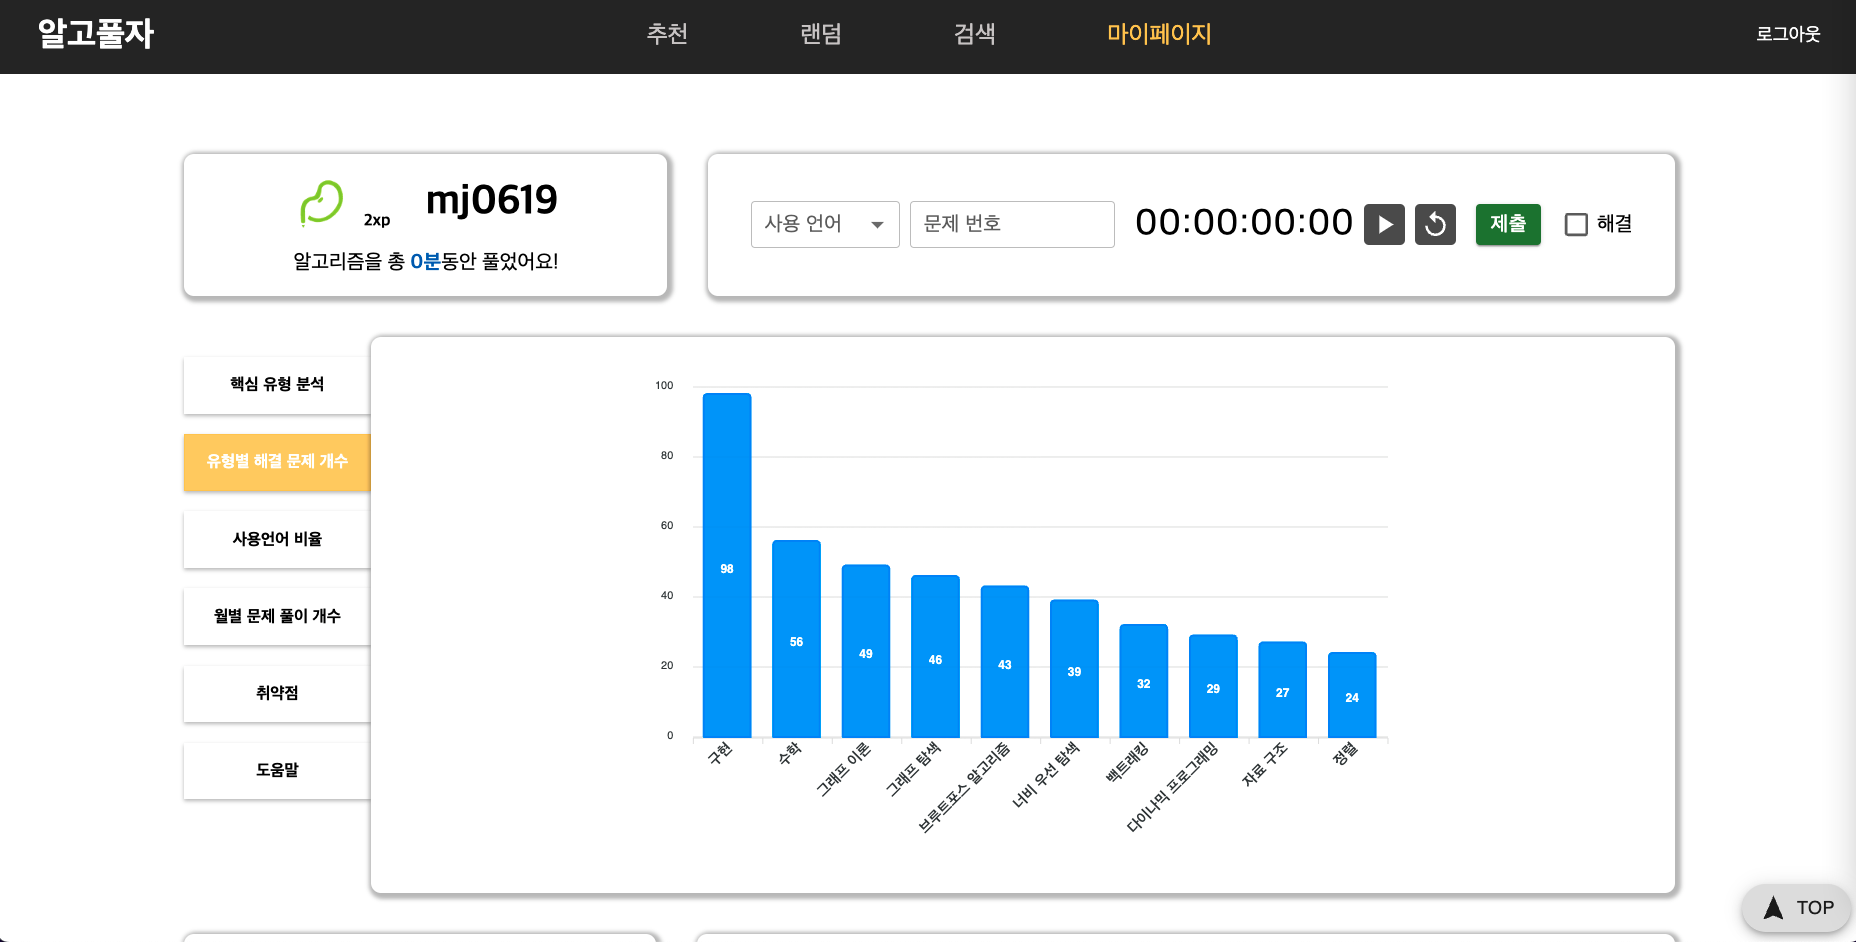 알고풀자
추천
랜덤
검색
마이페이지
로그아웃
2xp
mj0619
알고리즘을 총 0분동안 풀었어요!
사용 언어
문제 번호
00:00:00:00
제출
해결
핵심 유형 분석
유형별 해결 문제 개수
사용언어 비율
월별 문제 풀이 개수
취약점
도움말
100
80
60
40
20
0
98
56
49
46
43
39
32
29
27
24
구현
수학
그래프 이론
그래프 탐색
브루트포스 알고리즘
너비 우선 탐색
백트래킹
다이나믹 프로그래밍
자료 구조
정렬
TOP